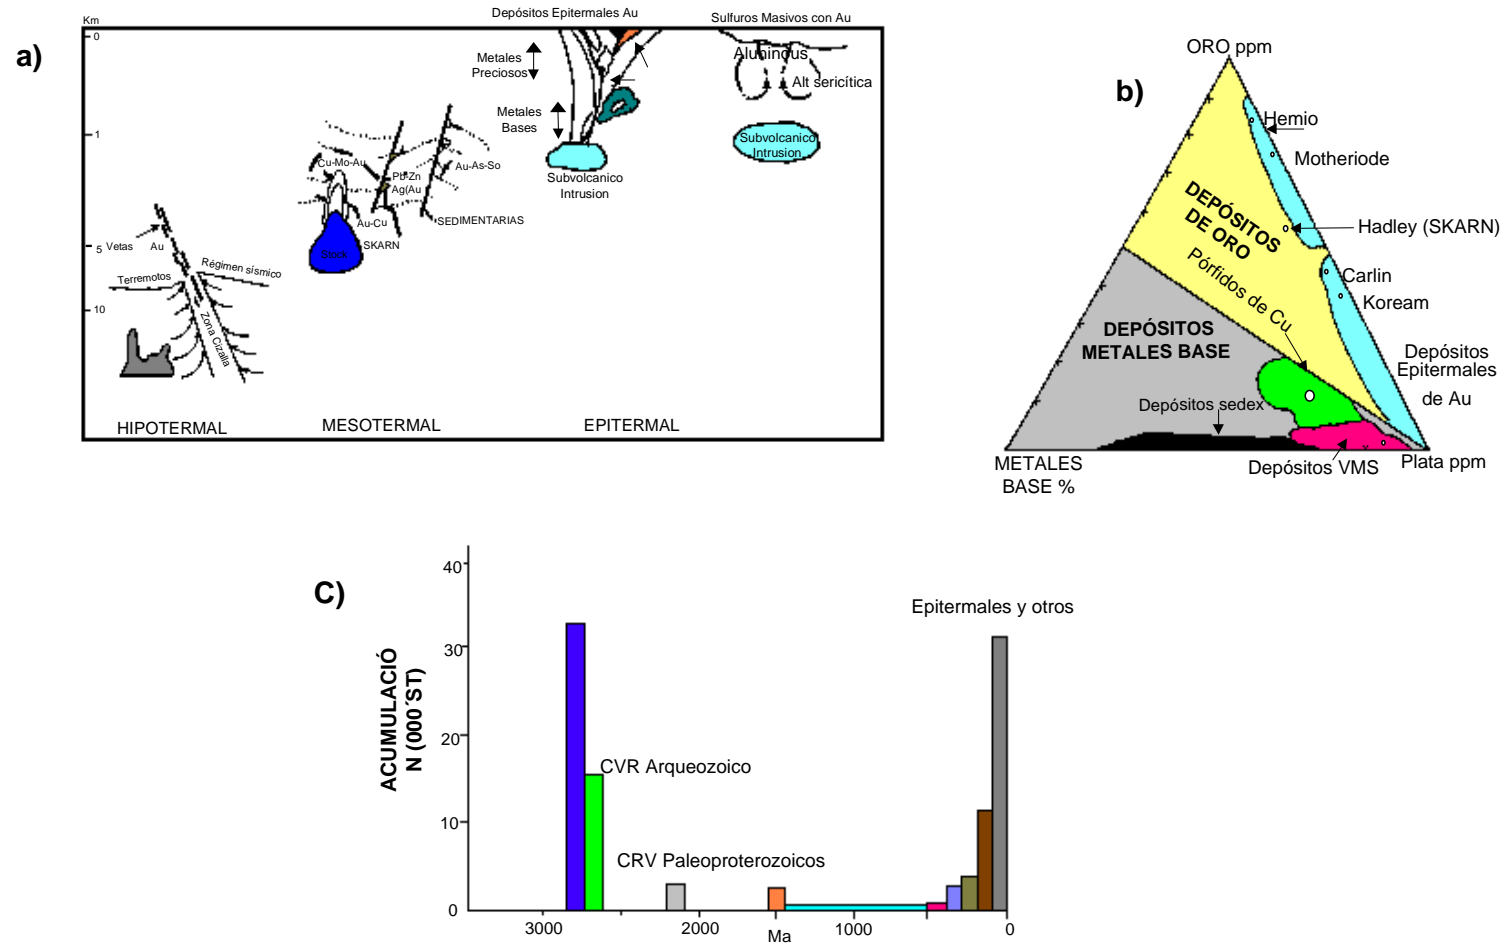 a)
Km
0
1
5
10
Depósitos Epitermales Au
Sulfuros Masivos con Au
Metales
Preciosos
Metales
Bases
Subvolcanico
Intrusion
Aluninous
Alt sericítica
Subvolcanico
Intrusion
Cu-Mo-Au
Pb-Zn
Ag(Au
Au-As-So
Au-Cu
SEDIMENTARIAS
SKARN
Stock
Vetas
Au
Terremotos
Régimen sísmico
Zona Cizalla
HIPOTERMAL
MESOTERMAL
EPITERMAL
b)
ORO ppm
Hemio
Motheriode
Hadley (SKARN)
Carlin
Koream
DEPÓSITOS
DE ORO
Pórfidos de Cu
DEPÓSITOS
METALES BASE
Depósitos
Epitermales
de Au
Depósitos sedex
METALES
BASE %
Depósitos VMS
Plata ppm
C)
ACUMULACIÓ
N (000´ST)
40
30
20
10
0
Epitermales y otros
CVR Arqueozoico
CRV Paleoproterozoicos
3000
2000
Ma
1000
0